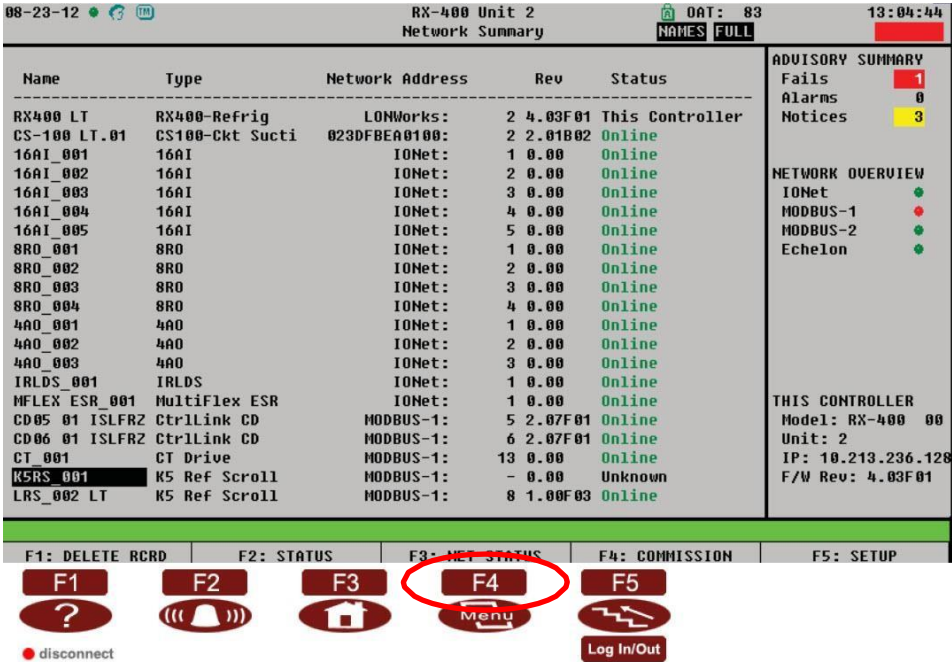 08-23-12 TM RX-400 Unit 2 OAT: 83 13:04:44
Network Summary NAMES FULL
Name Type Network Address Rev Status
RX400 LT RX400-Refrig LONWorks: 2 4.03F01 This Controller
CS-100 LT.01 CS100-Ckt Sucti 023DFBEA0100: 2 2.01B02 Online
16AI_001 16AI IONet: 1 0.00 Online
16AI_002 16AI IONet: 2 0.00 Online
16AI_003 16AI IONet: 3 0.00 Online
16AI_004 16AI IONet: 4 0.00 Online
16AI_005 16AI IONet: 5 0.00 Online
8RO_001 8RO IONet: 1 0.00 Online
8RO_002 8RO IONet: 2 0.00 Online
8RO_003 8RO IONet: 3 0.00 Online
8RO_004 8RO IONet: 4 0.00 Online
4AO_001 4AO IONet: 1 0.00 Online
4AO_002 4AO IONet: 2 0.00 Online
4AO_003 4AO IONet: 3 0.00 Online
IRLDS_001 IRLDS IONet: 1 0.00 Online
MFLEX ESR_001 MultiFlex ESR IONet: 1 0.00 Online
CD05 01 ISLFRZ CtrlLink CD MODBUS-1: 5 2.07F01 Online
CD06 01 ISLFRZ CtrlLink CD MODBUS-1: 6 2.07F01 Online
CT_001 CT Drive MODBUS-1: 13 0.00 Online
K5RS_001 K5 Ref Scroll MODBUS-1: - 0.00 Unknown
LRS_002 LT K5 Ref Scroll MODBUS-1: 8 1.00F03 Online
ADVISORY SUMMARY
Fails 1
Alarms 0
Notices 3
NETWORK OVERVIEW
IONet
MODBUS-1
MODBUS-2
Echelon
THIS CONTROLLER
Model: RX-400 00
Unit: 2
IP: 10.213.236.128
F/W Rev: 4.03F01
F1: DELETE RCRD F2: STATUS F3: NET STATUS F4: COMMISSION F5: SETUP
F1 F2 F3 F4 F5
? Menu
Log In/Out
disconnect